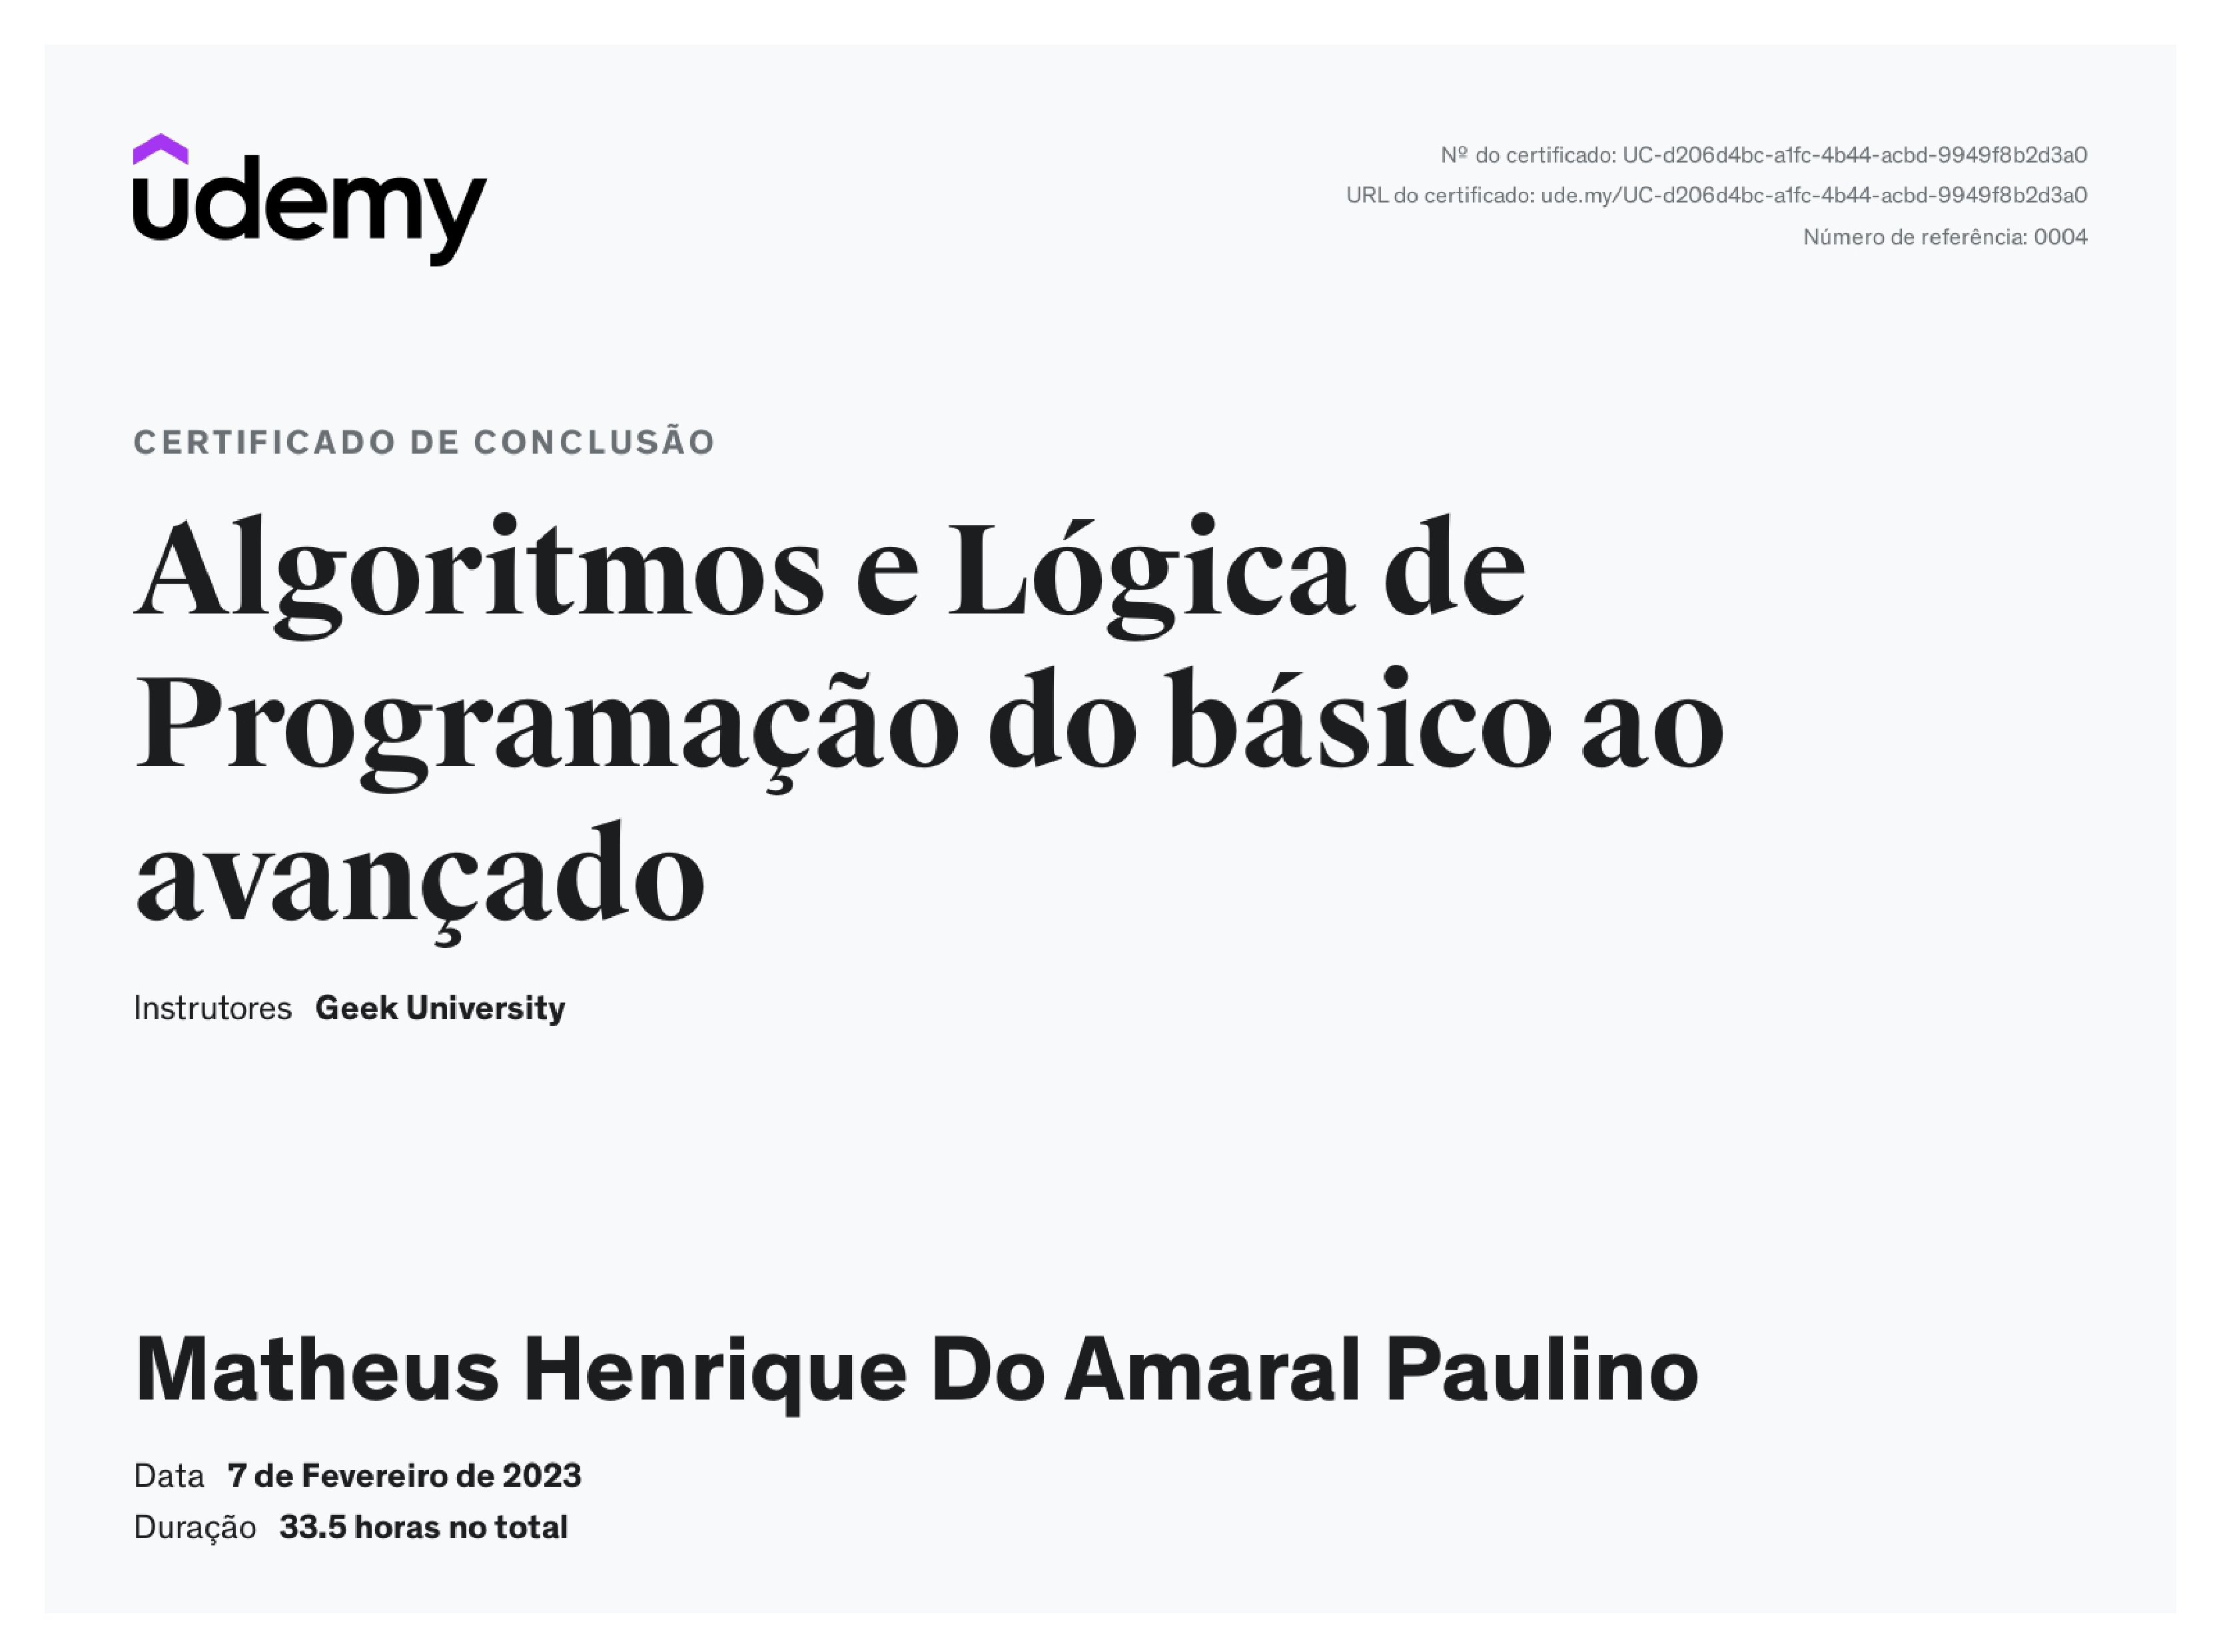 udemy
Nº do certificado: UC-d206d4bc-a1fc-4b44-acbd-9949f8b2d3a0
URL do certificado: ude.my/UC-d206d4bc-a1fc-4b44-acbd-9949f8b2d3a0
Número de referência: 0004
CERTIFICADO DE CONCLUSÃO
Algoritmos e Lógica de
Programação do básico ao
avançado
Instrutores Geek University
Matheus Henrique Do Amaral Paulino
Data 7 de Fevereiro de 2023
Duração 33.5 horas no total